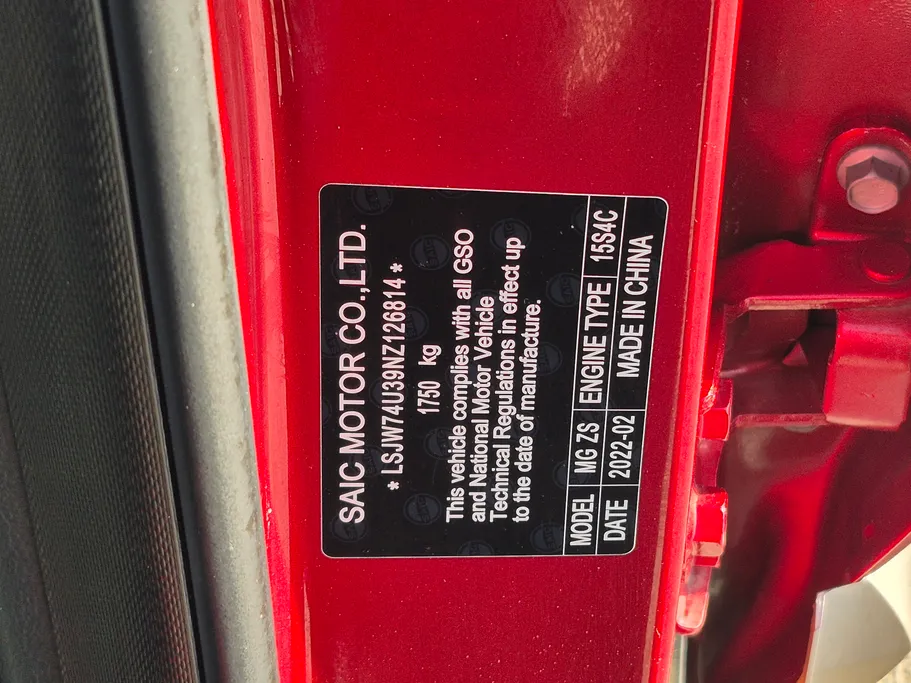 SAIC MOTOR CO.,LTD.
* LSJW74U39NZ126814 *
1750 kg
This vehicle complies with all GSO
and National Motor Vehicle
Technical Regulations in effect up
to the date of manufacture.
MODEL MG ZS ENGINE TYPE 15S4C
DATE 2022-02 MADE IN CHINA